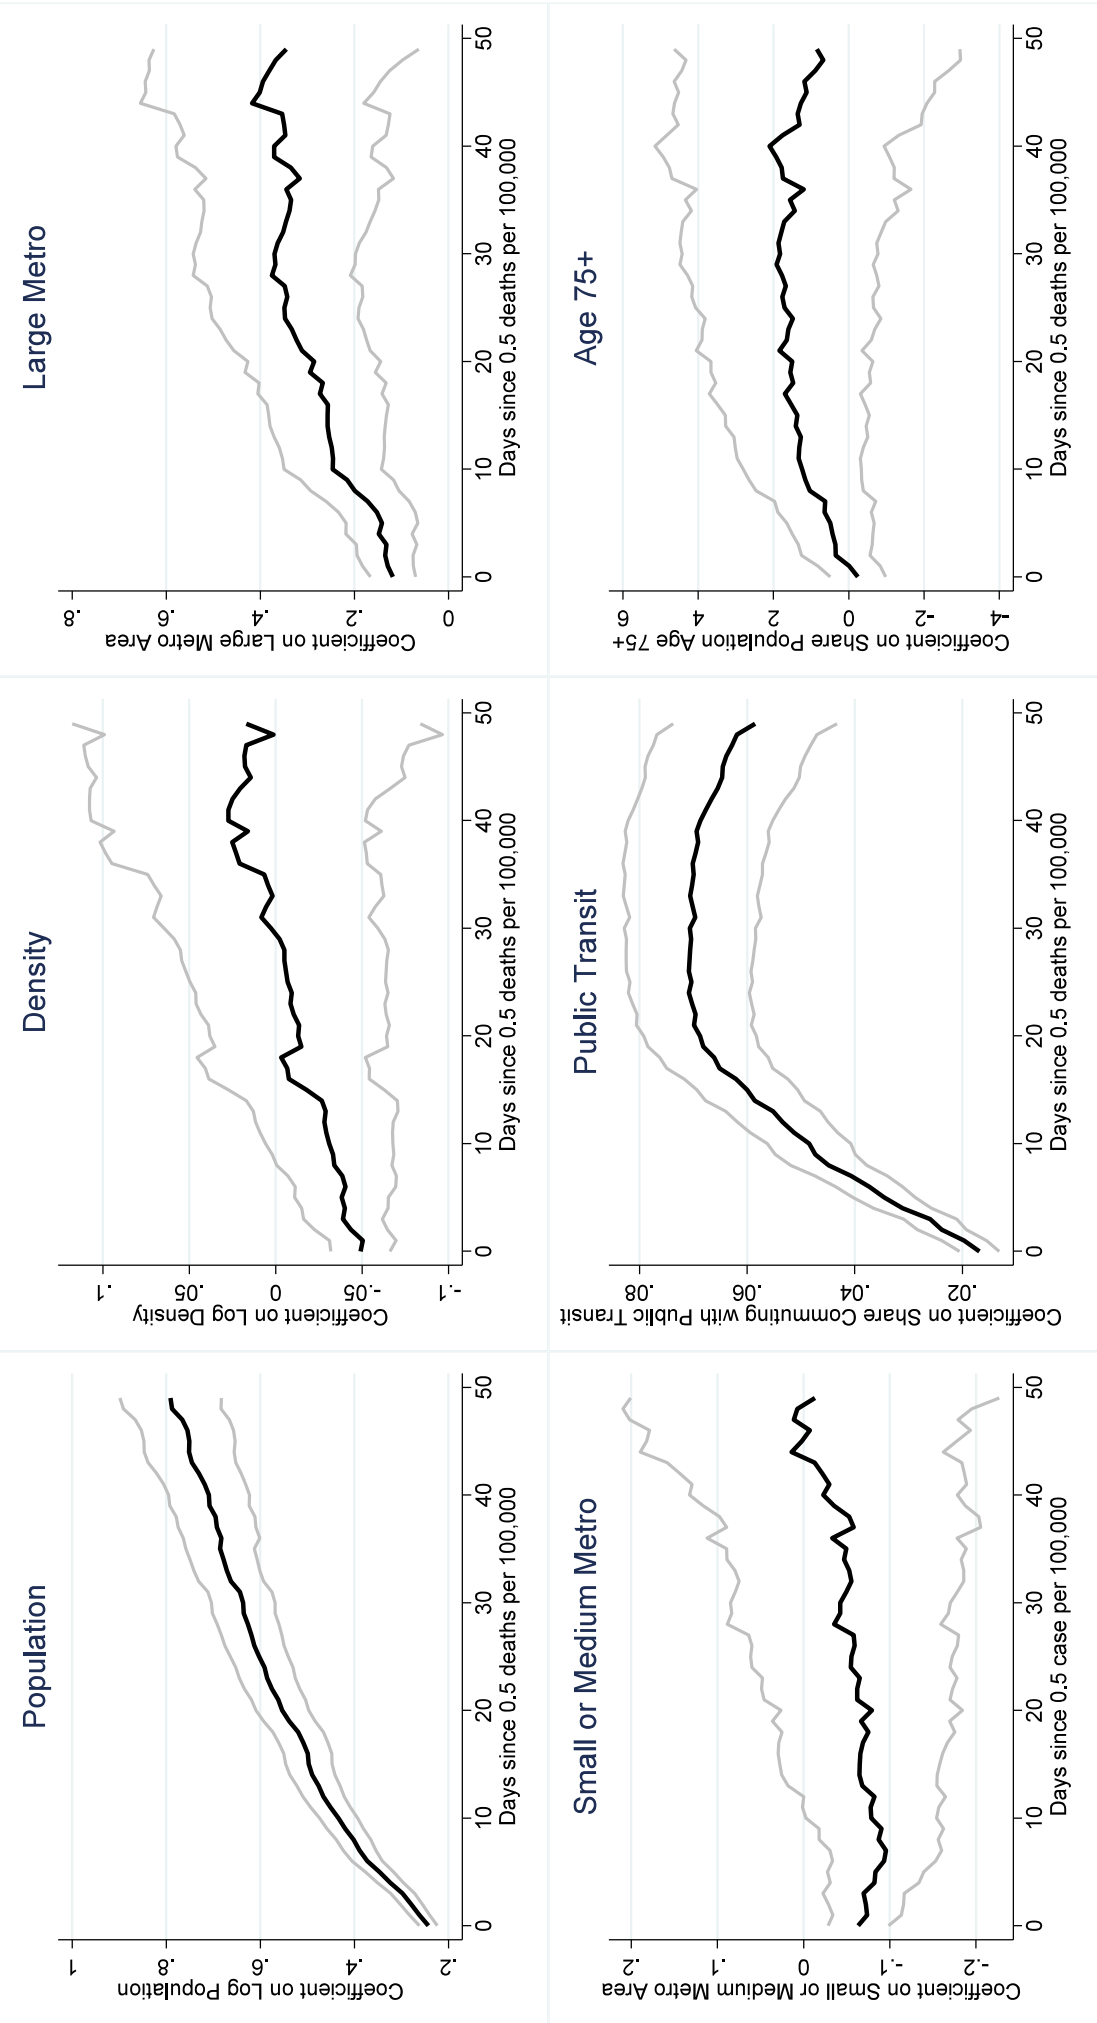 Population
Coefficient on Log Population
.2 .4 .6 .8 1
0 10 20 30 40 50
Days since 0.5 deaths per 100,000
Density
Coefficient on Log Density
-.1 -.05 0 .05 .1
0 10 20 30 40 50
Days since 0.5 deaths per 100,000
Large Metro
Coefficient on Large Metro Area
0 .2 .4 .6 .8
0 10 20 30 40 50
Days since 0.5 deaths per 100,000
Small or Medium Metro
Coefficient on Small or Medium Metro Area
-.2 -.1 0 .1 .2
0 10 20 30 40 50
Days since 0.5 case per 100,000
Public Transit
Coefficient on Share Commuting with Public Transit
.02 .04 .06 .08
0 10 20 30 40 50
Days since 0.5 deaths per 100,000
Age 75+
Coefficient on Share Population Age 75+
-4 -2 0 2 4 6
0 10 20 30 40 50
Days since 0.5 deaths per 100,000